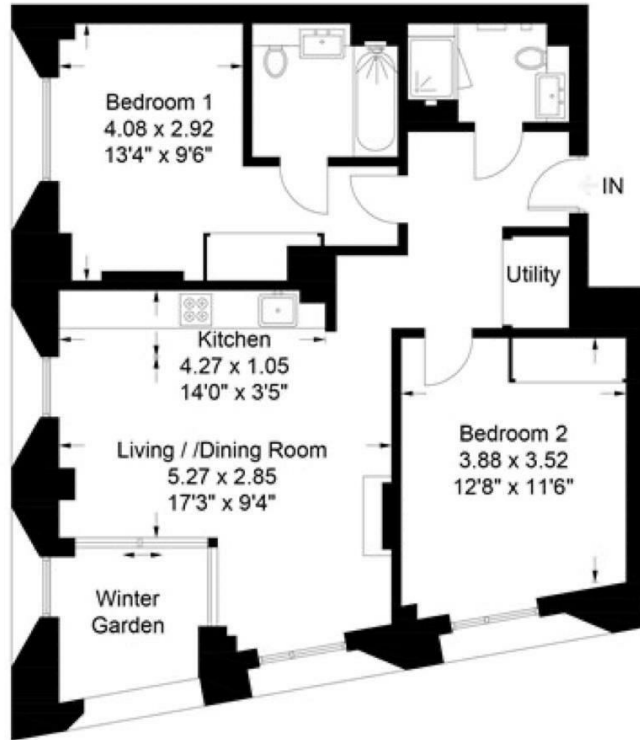 Bedroom 1
4.08 x 2.92
13'4" x 9'6"
IN
Utility
Kitchen
4.27 x 1.05
14'0" x 3'5"
Living / /Dining Room
5.27 x 2.85
17'3" x 9'4"
Bedroom 2
3.88 x 3.52
12'8" x 11'6"
Winter
Garden